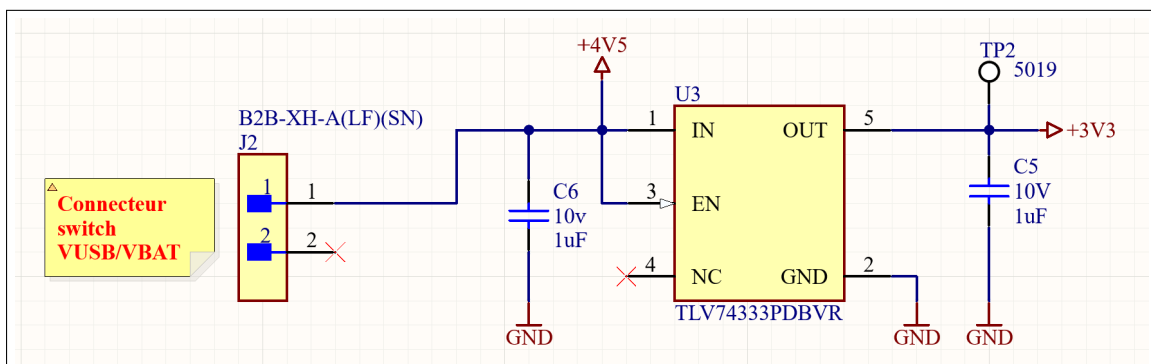 +4V5
TP2
5019
B2B-XH-A(LF)(SN)
J2
U3
1 IN OUT 5
+3V3
1 1
2 2
Connecteur
switch
VUSB/VBAT
C6
10v
1uF
3 EN
C5
10V
1uF
4 NC GND 2
TLV74333PDBVR
GND
GND
GND